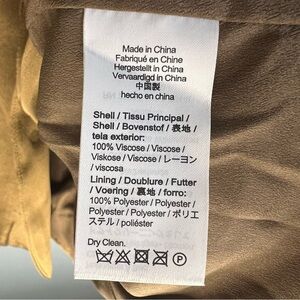 Made in China
Fabriqué en Chine
Hergestellt in China
Vervaardigd in China
中国製
hecho en china
Shell / Tissu Principal /
Shell / Bovenstof / 表地 /
tela exterior:
100% Viscose / Viscose /
Viskose / Viscose / レーヨン
/ viscosa
Lining / Doublure / Futter
/ Voering / 裏地 / forro:
100% Polyester / Polyester /
Polyester / Polyester / ポリエ
ステル / poliéster
Dry Clean.
P